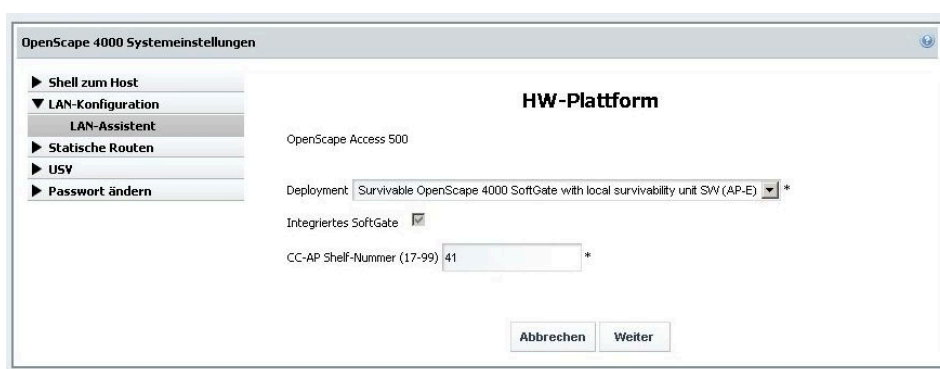 OpenScape 4000 Systemeinstellungen
Shell zum Host
LAN-Konfiguration
LAN-Assistent
Statische Routen
USV
Passwort ändern
HW-Plattform
OpenScape Access 500
Deployment Survivable OpenScape 4000 SoftGate with local survivability unit SW (AP-E) *
Integriertes SoftGate
CC-AP Shelf-Nummer (17-99) 41 *
Abbrechen Weiter